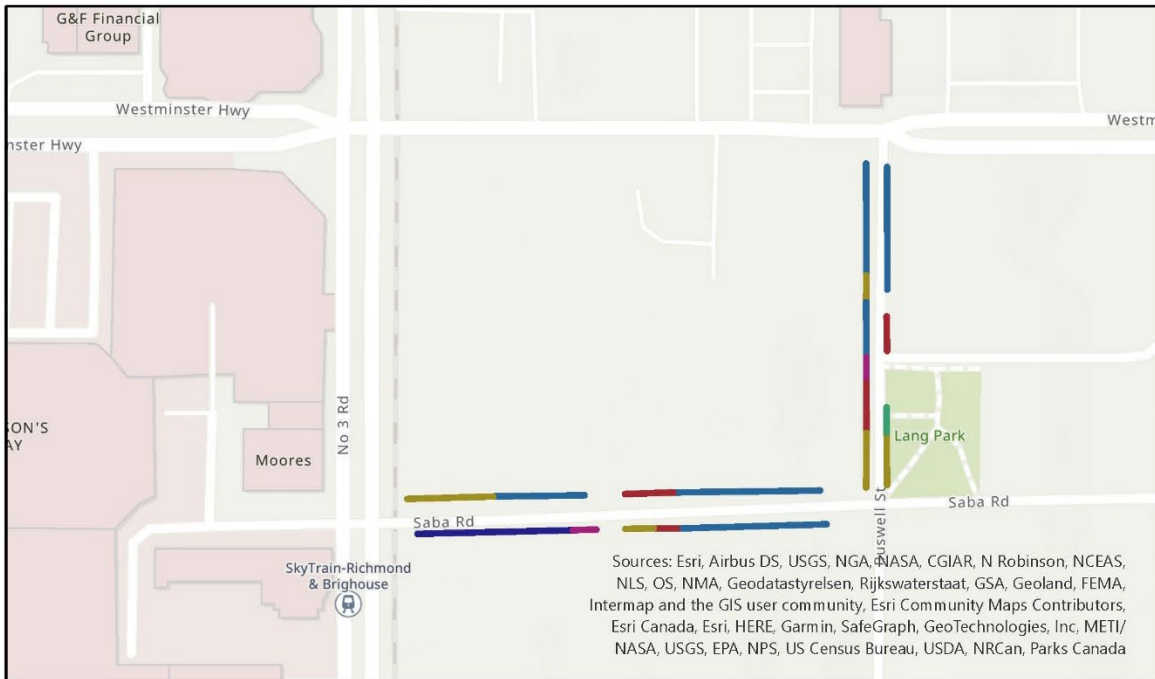 G&F Financial
Group
Westminster Hwy
Westm
nster Hwy
No 3 Rd
SON'S
AY
Moores
Lang Park
Saba Rd
Saba Rd
uswell St
SkyTrain-Richmond
& Brighouse
Sources: Esri, Airbus DS, USGS, NGA, NASA, CGIAR, N Robinson, NCEAS,
NLS, OS, NMA, Geodatastyrelsen, Rijkswaterstaat, GSA, Geoland, FEMA,
Intermap and the GIS user community, Esri Community Maps Contributors,
Esri Canada, Esri, HERE, Garmin, SafeGraph, GeoTechnologies, Inc, METI/
NASA, USGS, EPA, NPS, US Census Bureau, USDA, NRCan, Parks Canada